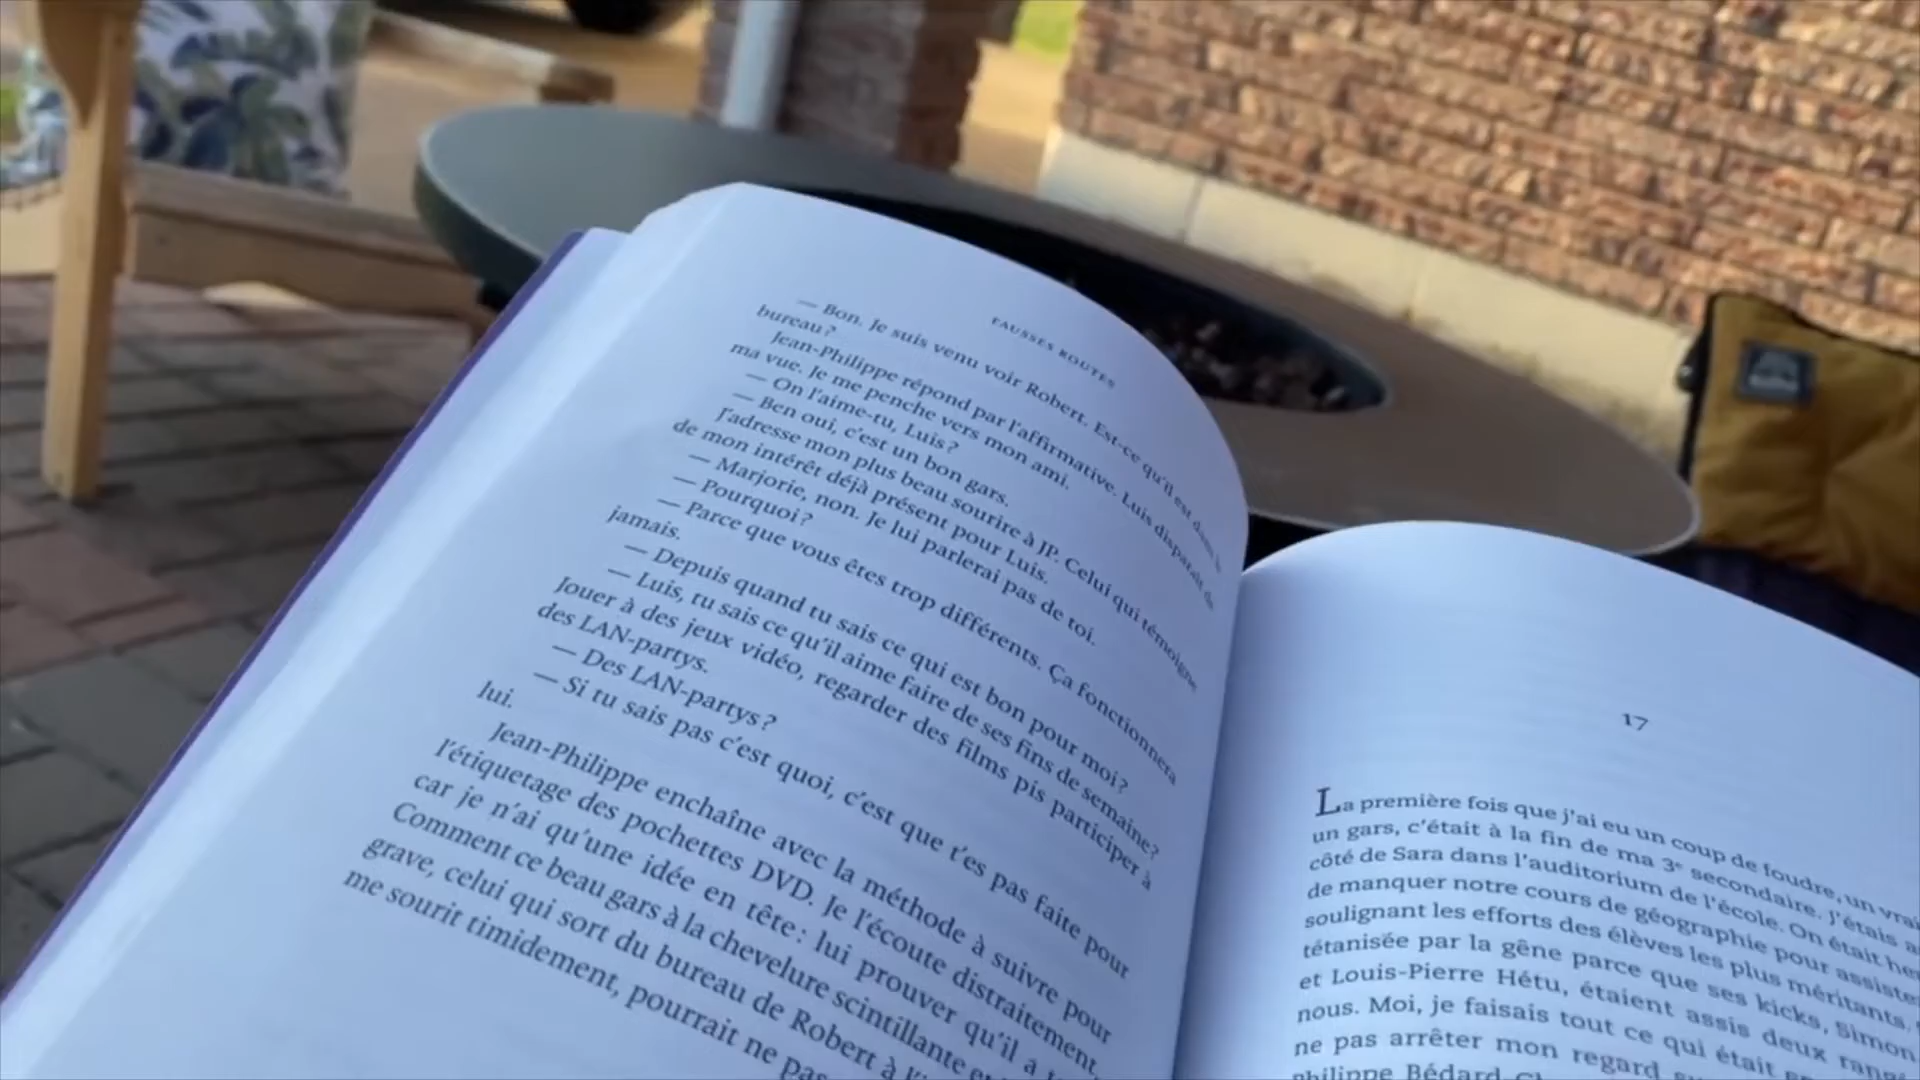 FAUSSES ROUTES
— Bon. Je suis venu voir Robert. Est-ce qu'il est dans le
bureau ?
Jean-Philippe répond par l'affirmative. Luis disparait de
ma vue. Je me penche vers mon ami.
— On l'aime-tu, Luis ?
— Ben oui, c'est un bon gars.
J'adresse mon plus beau sourire à JP. Celui qui témoigne
de mon intérêt déjà présent pour Luis.
— Marjorie, non. Je lui parlerai pas de toi.
— Pourquoi ?
— Parce que vous êtes trop différents. Ça fonctionnera
jamais.
— Depuis quand tu sais ce qui est bon pour moi ?
— Luis, tu sais ce qu'il aime faire de ses fins de semaine ?
Jouer à des jeux vidéo, regarder des films pis participer à
des LAN-partys.
— Des LAN-partys ?
— Si tu sais pas c'est quoi, c'est que t'es pas faite pour
lui.
Jean-Philippe enchaîne avec la méthode à suivre pour
l'étiquetage des pochettes DVD. Je l'écoute distraitement,
car je n'ai qu'une idée en tête : lui prouver qu'il a
Comment ce beau gars à la chevelure scintillante
grave, celui qui sort du bureau de Robert à
me sourit timidement, pourrait ne pas
17
La première fois que j'ai eu un coup de foudre, un vrai
un gars, c'était à la fin de ma 3e secondaire. J'étais
côté de Sara dans l'auditorium de l'école. On était
de manquer notre cours de géographie pour assister
soulignant les efforts des élèves les plus méritants,
tétanisée par la gêne parce que ses kicks, Simon
et Louis-Pierre Hétu, étaient assis deux
nous. Moi, je faisais tout ce qui était
ne pas arrêter mon regard
Philippe